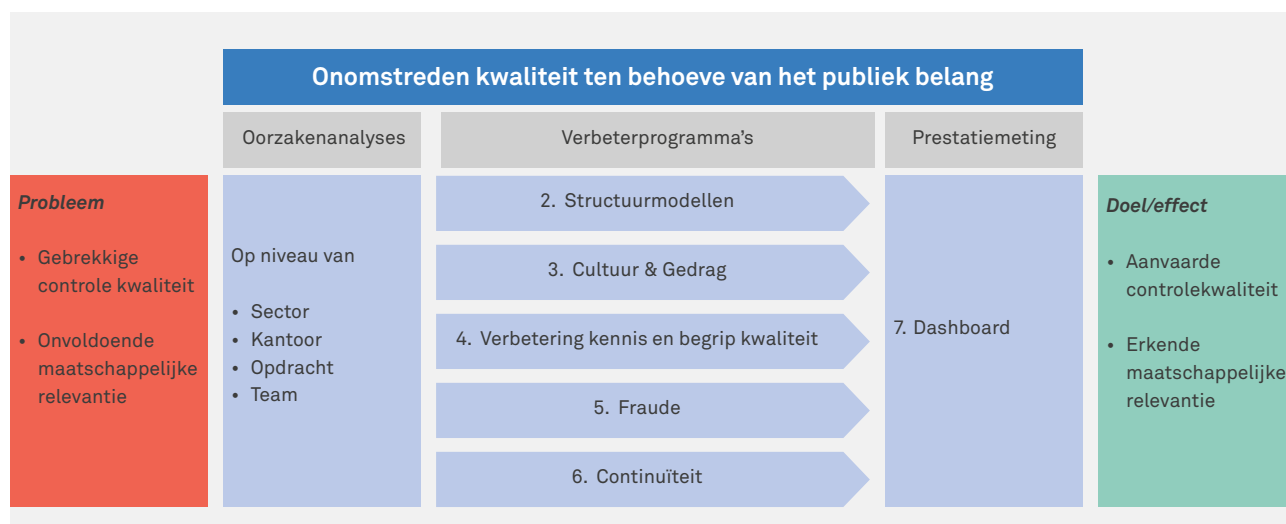 Onomstreden kwaliteit ten behoeve van het publiek belang
Oorzakenanalyses
Verbeterprogramma's
Prestatiemeting
Probleem
• Gebrekkige
controle kwaliteit
• Onvoldoende
maatschappelijke
relevantie
Op niveau van
• Sector
• Kantoor
• Opdracht
• Team
2. Structuurmodellen
3. Cultuur & Gedrag
4. Verbetering kennis en begrip kwaliteit
5. Fraude
6. Continuïteit
7. Dashboard
Doel/effect
• Aanvaarde
controlekwaliteit
• Erkende
maatschappelijke
relevantie